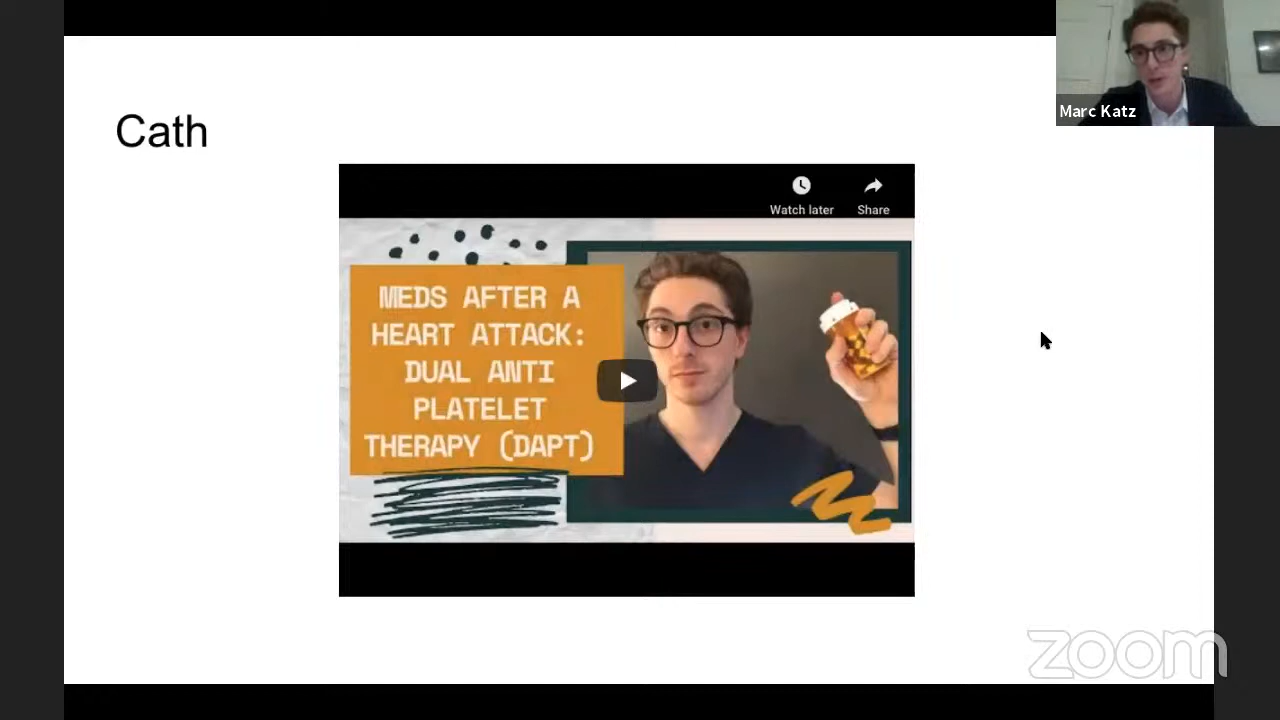 Marc Katz
Cath
Watch later
Share
MEDS AFTER A
HEART ATTACK:
DUAL ANTI
PLATELET
THERAPY (DAPT)
zoom